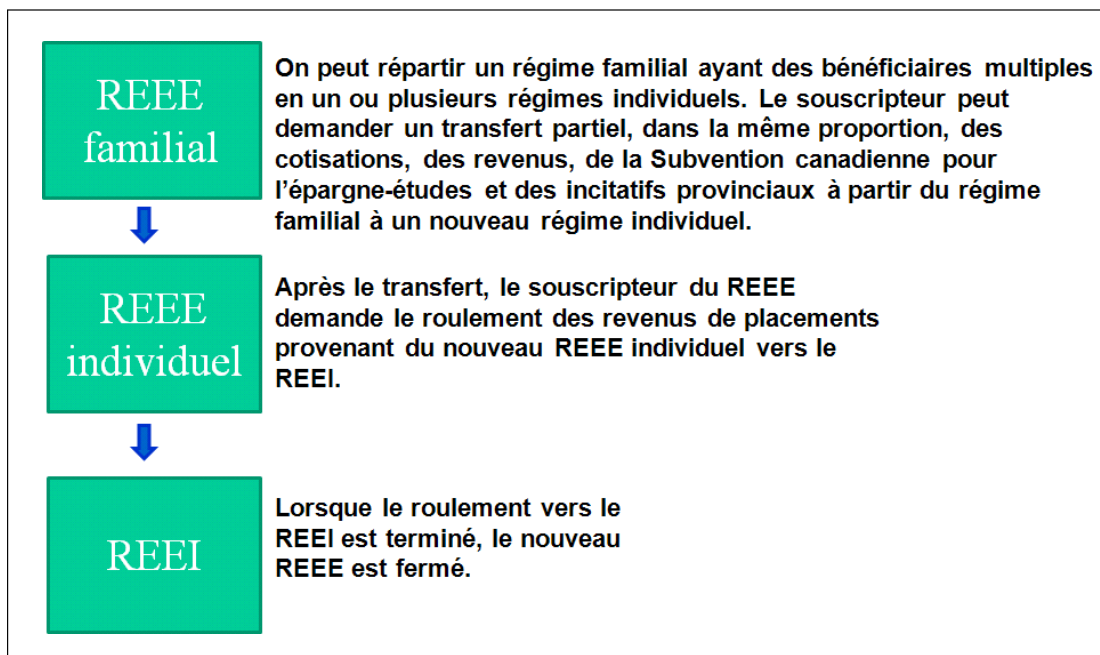 REEE
familial
On peut répartir un régime familial ayant des bénéficiaires multiples
en un ou plusieurs régimes individuels. Le souscripteur peut
demander un transfert partiel, dans la même proportion, des
cotisations, des revenus, de la Subvention canadienne pour
l'épargne-études et des incitatifs provinciaux à partir du régime
familial à un nouveau régime individuel.
REEE
individuel
Après le transfert, le souscripteur du REEE
demande le roulement des revenus de placements
provenant du nouveau REEE individuel vers le
REEI.
REEI
Lorsque le roulement vers le
REEI est terminé, le nouveau
REEE est fermé.